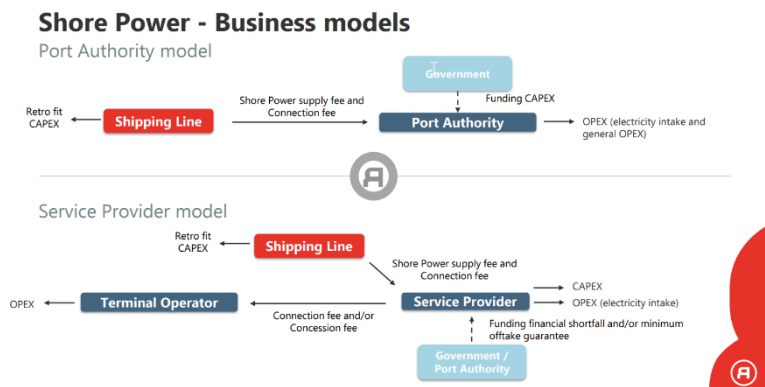 Shore Power - Business models
Port Authority model
Government
Funding CAPEX
Shore Power supply fee and
Connection fee
Retro fit
CAPEX
Shipping Line
Port Authority
OPEX (electricity intake and
general OPEX)
Service Provider model
Retro fit
CAPEX
Shipping Line
Shore Power supply fee and
Connection fee
OPEX
Terminal Operator
Connection fee and/or
Concession fee
Service Provider
CAPEX
OPEX (electricity intake)
Funding financial shortfall and/or minimum
offtake guarantee
Government /
Port Authority